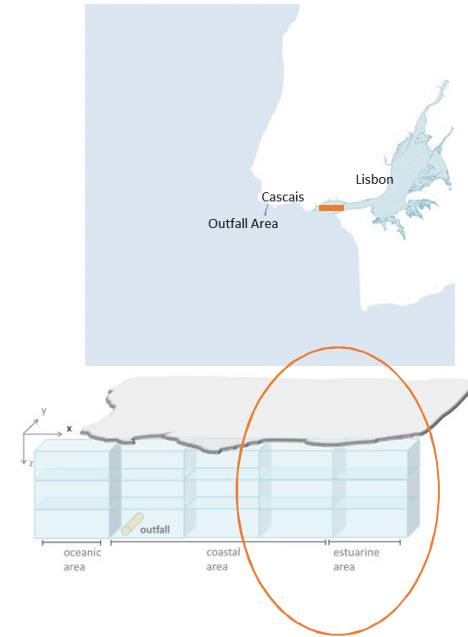 Lisbon
Cascais
Outfall Area
y
x
z
outfall
oceanic
area
coastal
area
estuarine
area